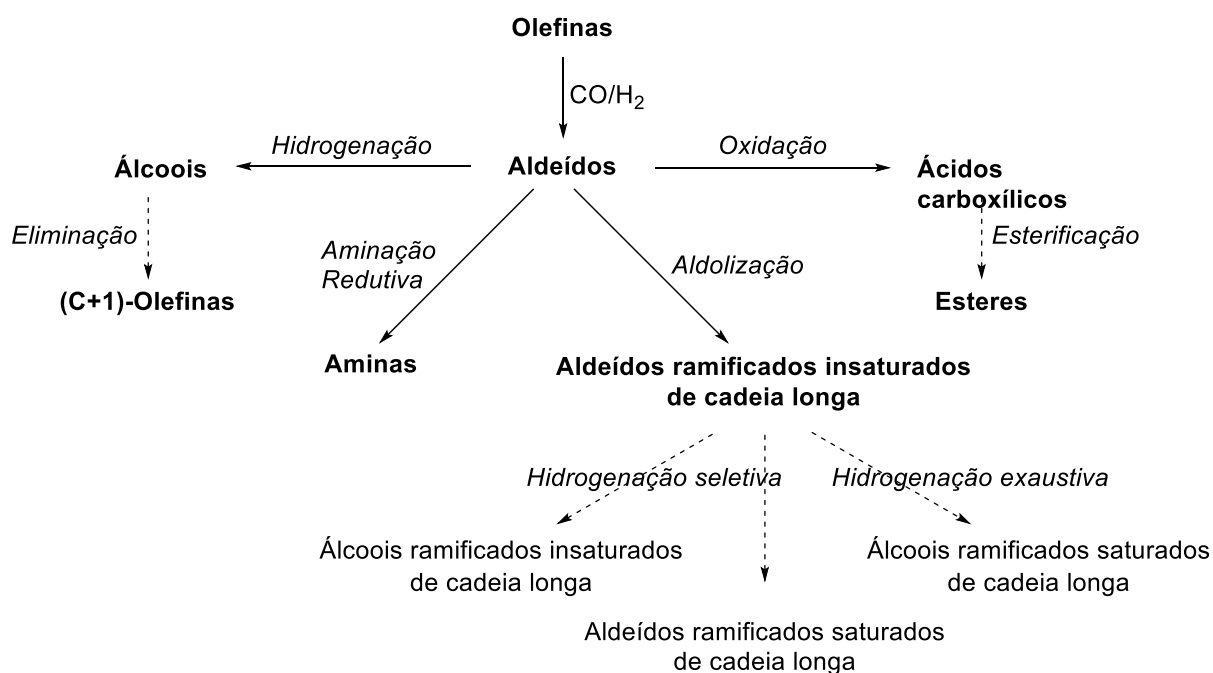 Olefinas
CO/H₂
Hidrogenação
Oxidação
Álcoois
Aldeídos
Ácidos
carboxílicos
Eliminação
Aminação
Redutiva
Aldolização
Esterificação
(C+1)-Olefinas
Esteres
Aminas
Aldeídos ramificados insaturados
de cadeia longa
Hidrogenação seletiva
Hidrogenação exaustiva
Álcoois ramificados insaturados
de cadeia longa
Álcoois ramificados saturados
de cadeia longa
Aldeídos ramificados saturados
de cadeia longa